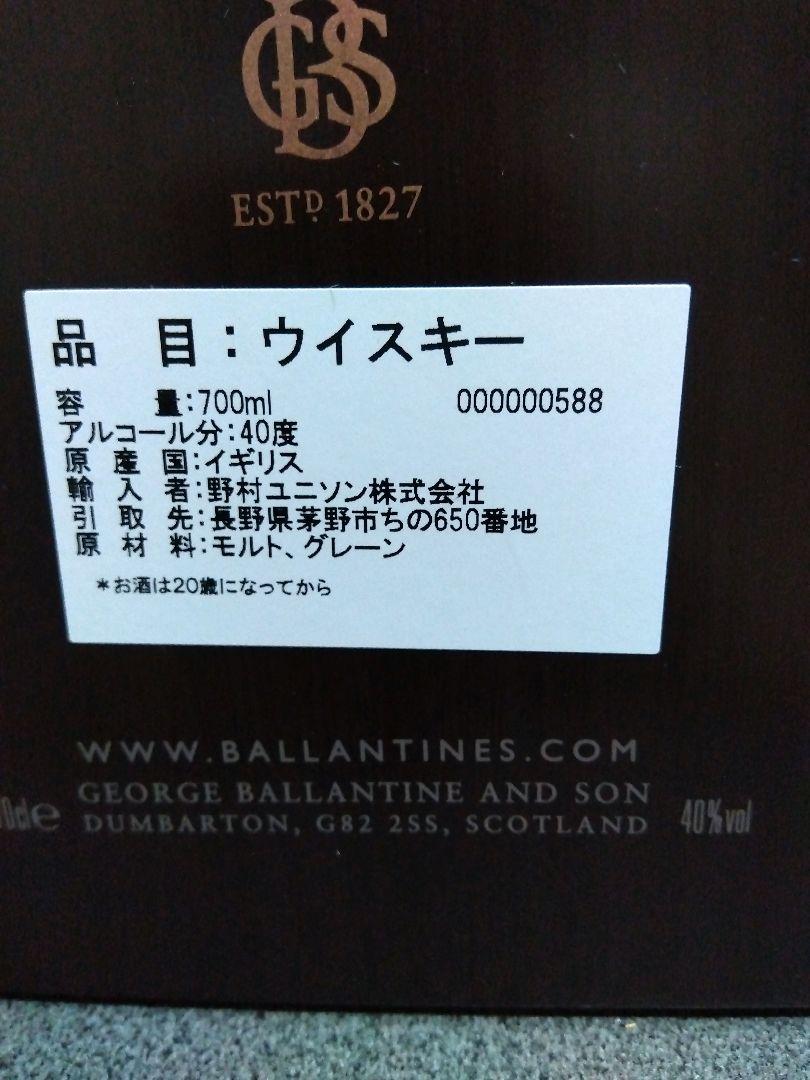 GBS
ESTD. 1827
品 目：ウイスキー
容 量：700ml 000000588
アルコール分：40度
原産国：イギリス
輸入者：野村ユニソン株式会社
引取先：長野県茅野市ちの650番地
原材料：モルト、グレーン
＊お酒は20歳になってから
WWW.BALLANTINES.COM
GEORGE BALLANTINE AND SON
DUMBARTON, G82 2SS, SCOTLAND
0cl e 40%vol